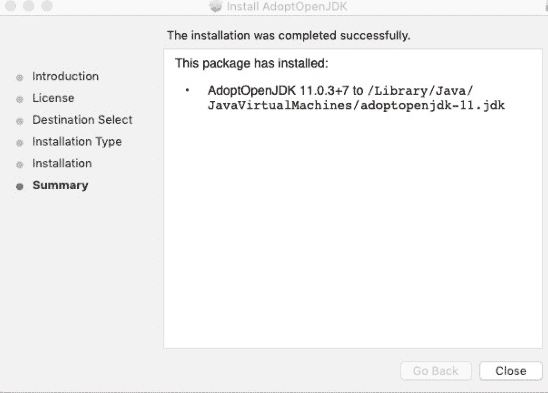 Install AdoptOpenJDK
The installation was completed successfully.
Introduction
License
Destination Select
Installation Type
Installation
Summary
This package has installed:
• AdoptOpenJDK 11.0.3+7 to /Library/Java/
JavaVirtualMachines/adoptopenjdk-11.jdk
Go Back
Close